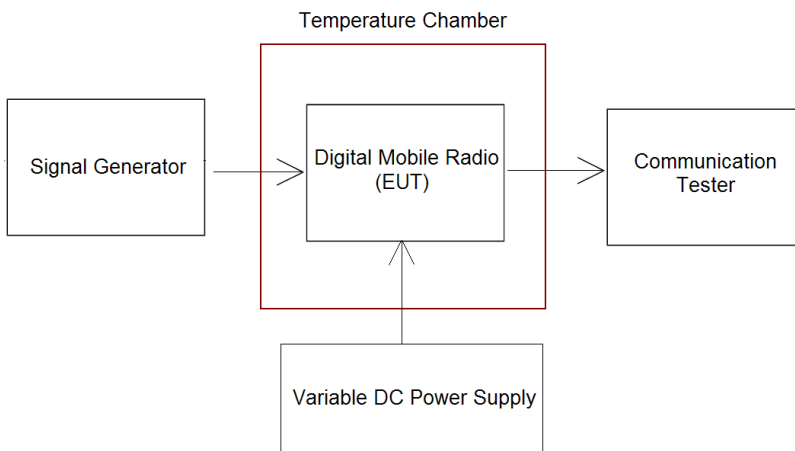 Temperature Chamber
Signal Generator
Digital Mobile Radio
(EUT)
Communication
Tester
Variable DC Power Supply